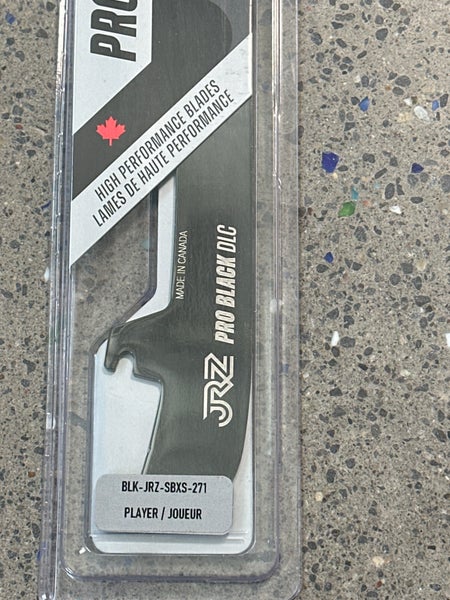 PRO
HIGH PERFORMANCE BLADES
LAMES DE HAUTE PERFORMANCE
MADE IN CANADA
JRZ PRO BLACK DLC
BLK-JRZ-SBXS-271
PLAYER / JOUEUR